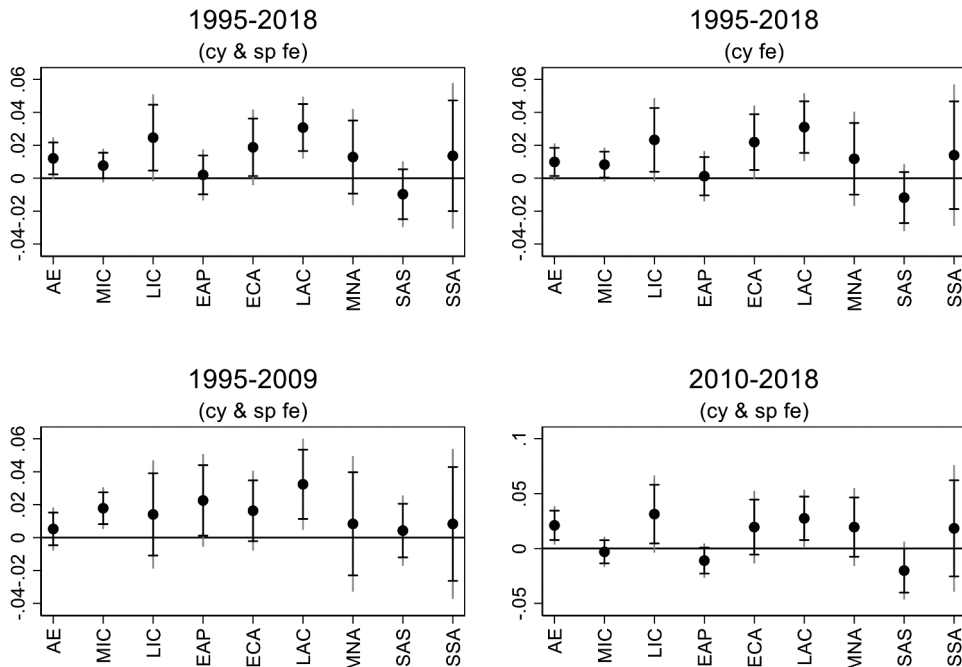 1995-2018
(cy & sp fe)
.06
.04
.02
0
-.02
-.04
AE
MIC
LIC
EAP
ECA
LAC
MNA
SAS
SSA
1995-2018
(cy fe)
.06
.04
.02
0
-.02
-.04
AE
MIC
LIC
EAP
ECA
LAC
MNA
SAS
SSA
1995-2009
(cy & sp fe)
.06
.04
.02
0
-.02
-.04
AE
MIC
LIC
EAP
ECA
LAC
MNA
SAS
SSA
2010-2018
(cy & sp fe)
.1
.05
0
-.05
AE
MIC
LIC
EAP
ECA
LAC
MNA
SAS
SSA